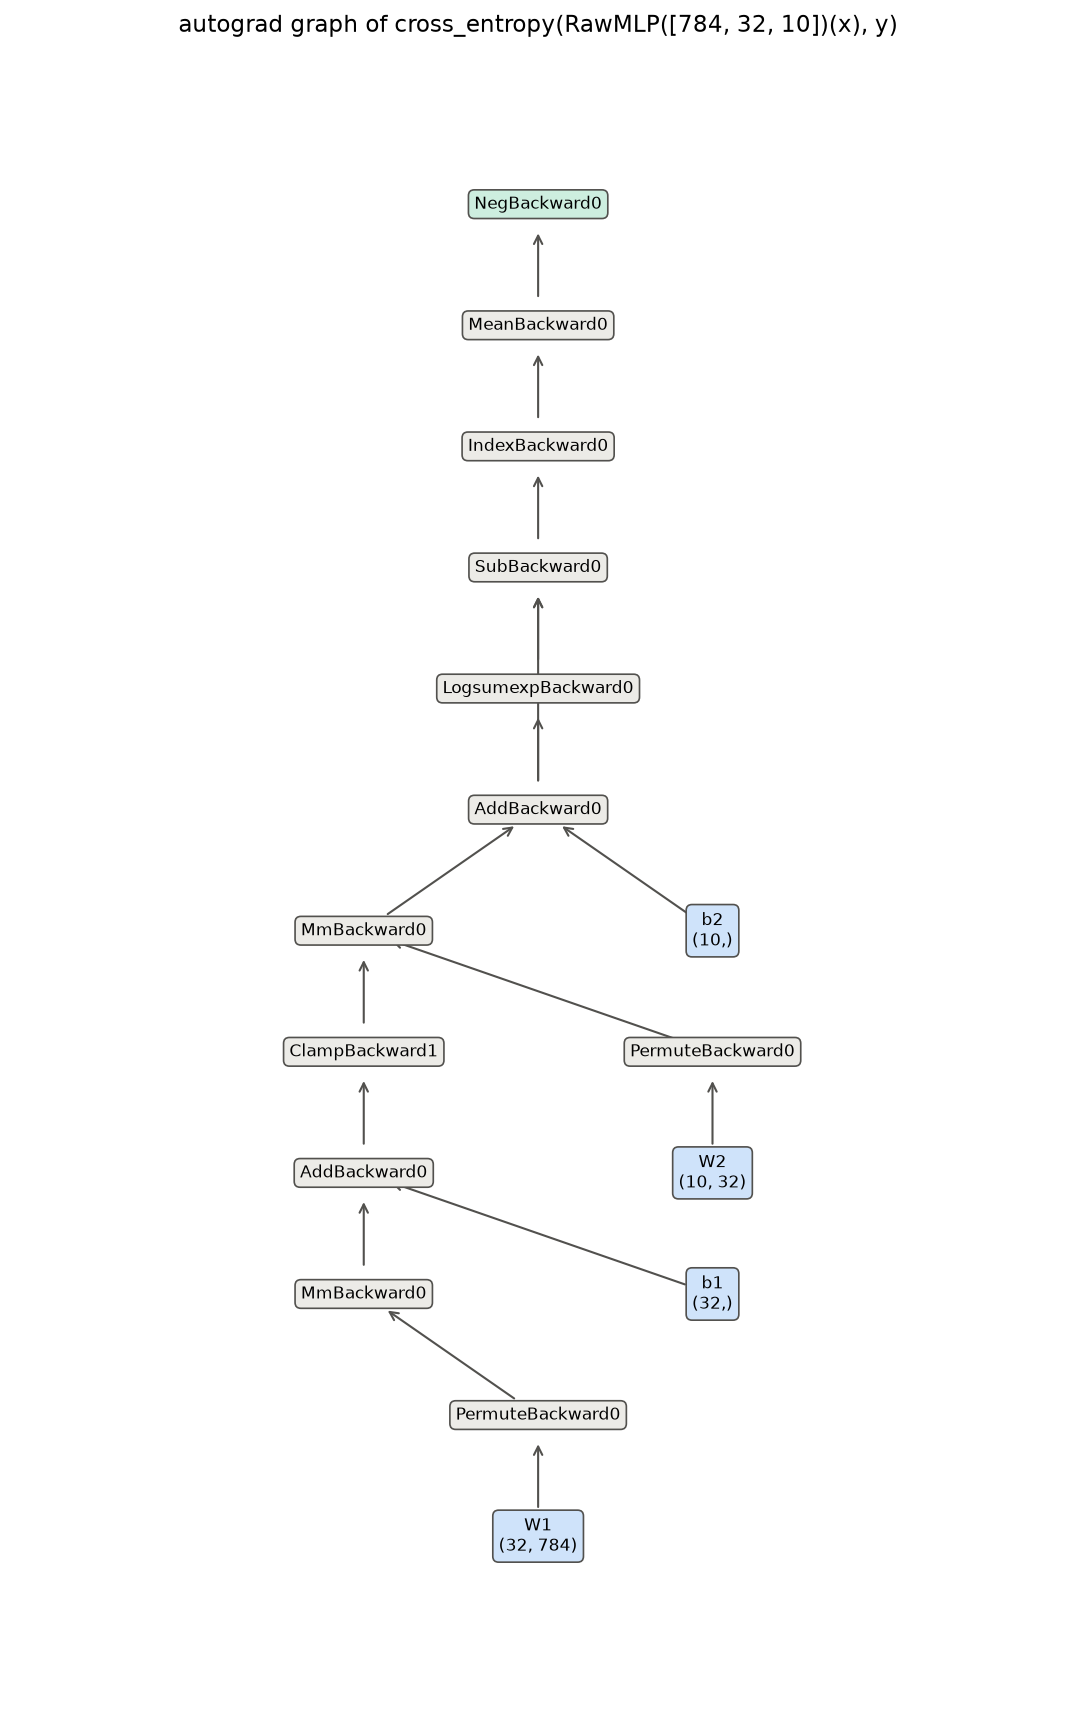 autograd graph of cross_entropy(RawMLP([784, 32, 10])(x), y)
NegBackward0
MeanBackward0
IndexBackward0
SubBackward0
LogsumexpBackward0
AddBackward0
MmBackward0
b2
(10,)
ClampBackward1
PermuteBackward0
AddBackward0
W2
(10, 32)
MmBackward0
b1
(32,)
PermuteBackward0
W1
(32, 784)